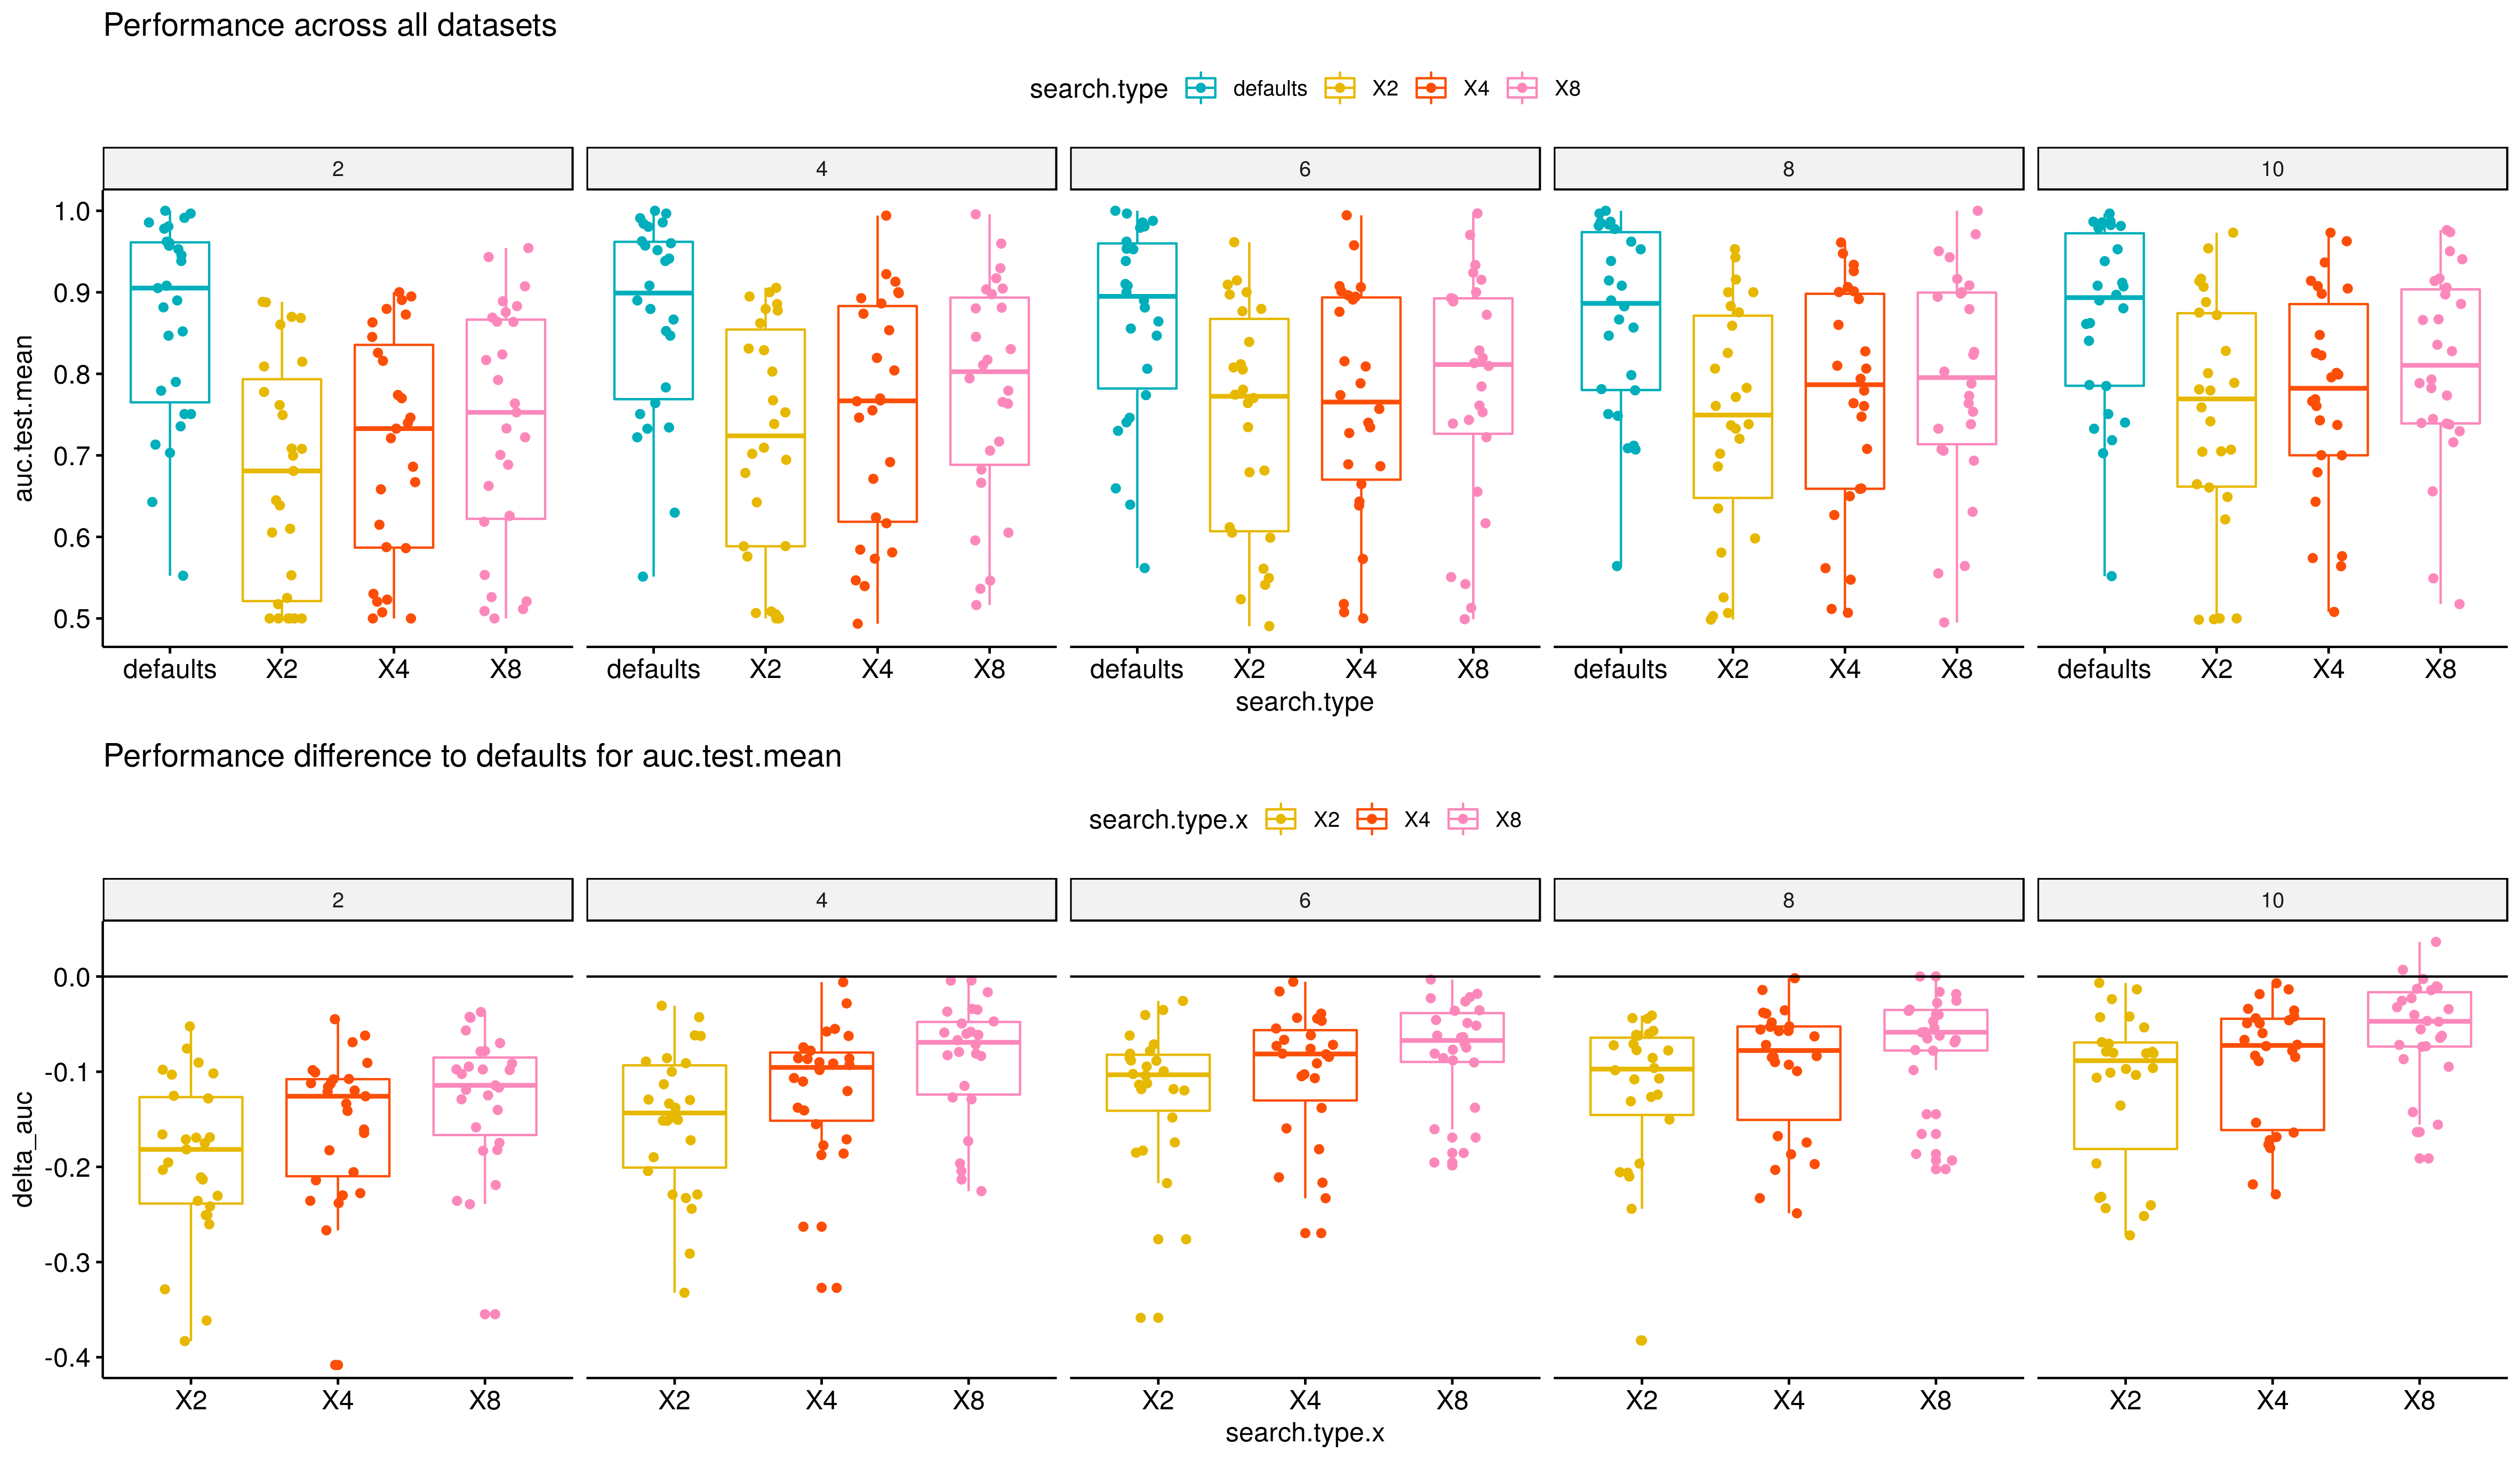 Performance across all datasets
search.type defaults X2 X4 X8
2 4 6 8 10
1.0
0.9
0.8
0.7
0.6
0.5
auc.test.mean
defaults X2 X4 X8 defaults X2 X4 X8 defaults X2 X4 X8 defaults X2 X4 X8 defaults X2 X4 X8
search.type
Performance difference to defaults for auc.test.mean
search.type.x X2 X4 X8
2 4 6 8 10
0.0
-0.1
-0.2
-0.3
-0.4
delta_auc
X2 X4 X8 X2 X4 X8 X2 X4 X8 X2 X4 X8 X2 X4 X8
search.type.x